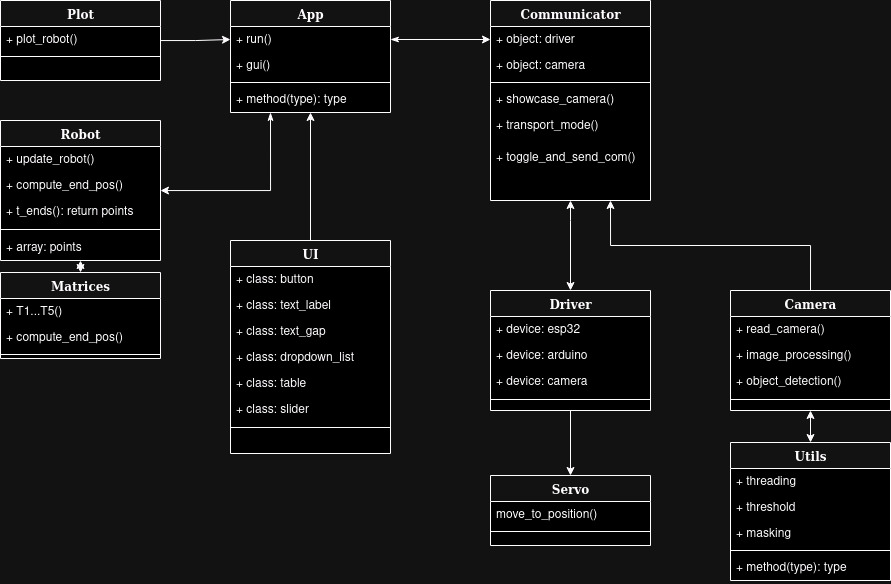 Plot
+ plot_robot()
App
+ run()
+ gui()
+ method(type): type
Communicator
+ object: driver
+ object: camera
+ showcase_camera()
+ transport_mode()
+ toggle_and_send_com()
Robot
+ update_robot()
+ compute_end_pos()
+ t_ends(): return points
+ array: points
Matrices
+ T1...T5()
+ compute_end_pos()
UI
+ class: button
+ class: text_label
+ class: text_gap
+ class: dropdown_list
+ class: table
+ class: slider
Driver
+ device: esp32
+ device: arduino
+ device: camera
Camera
+ read_camera()
+ image_processing()
+ object_detection()
Servo
move_to_position()
Utils
+ threading
+ threshold
+ masking
+ method(type): type